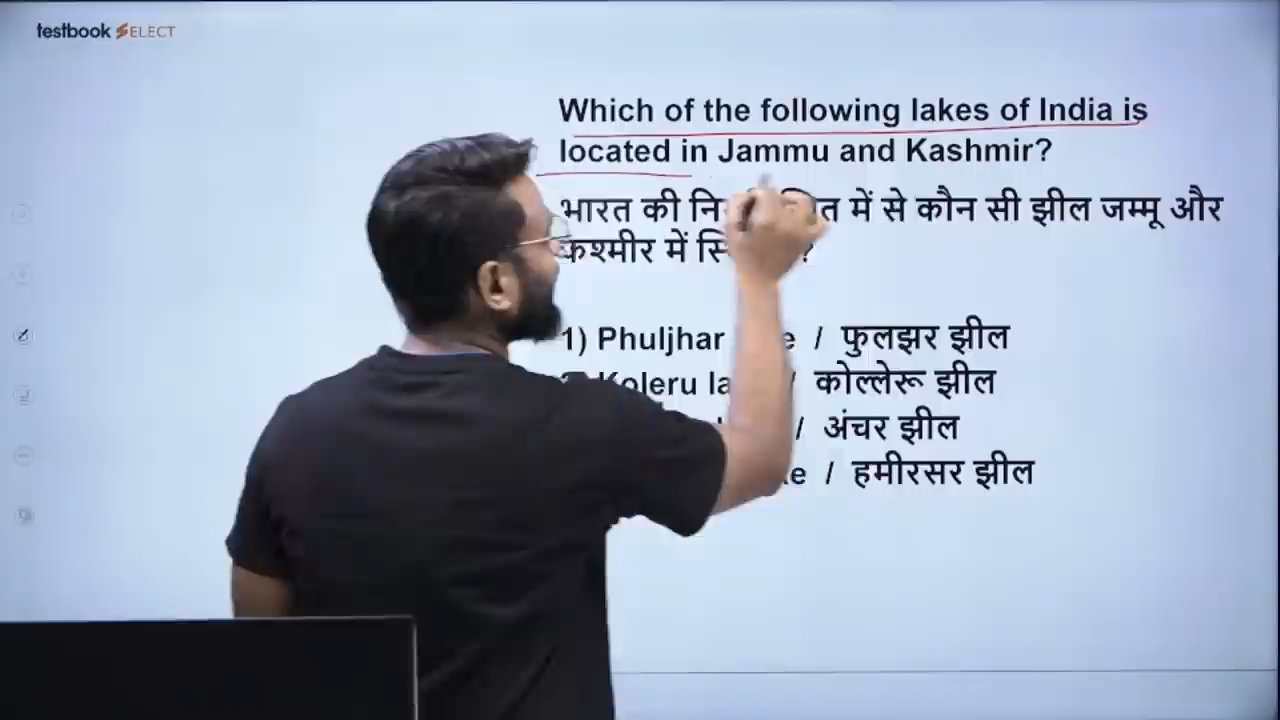 testbook SELECT
Which of the following lakes of India is
located in Jammu and Kashmir?
भारत की में से कौन सी झील जम्मू और
कश्मीर में ?
1) Phuljhar / फुलझर झील
Koleru / कोल्लेरू झील
/ अंचर झील
/ हमीरसर झील